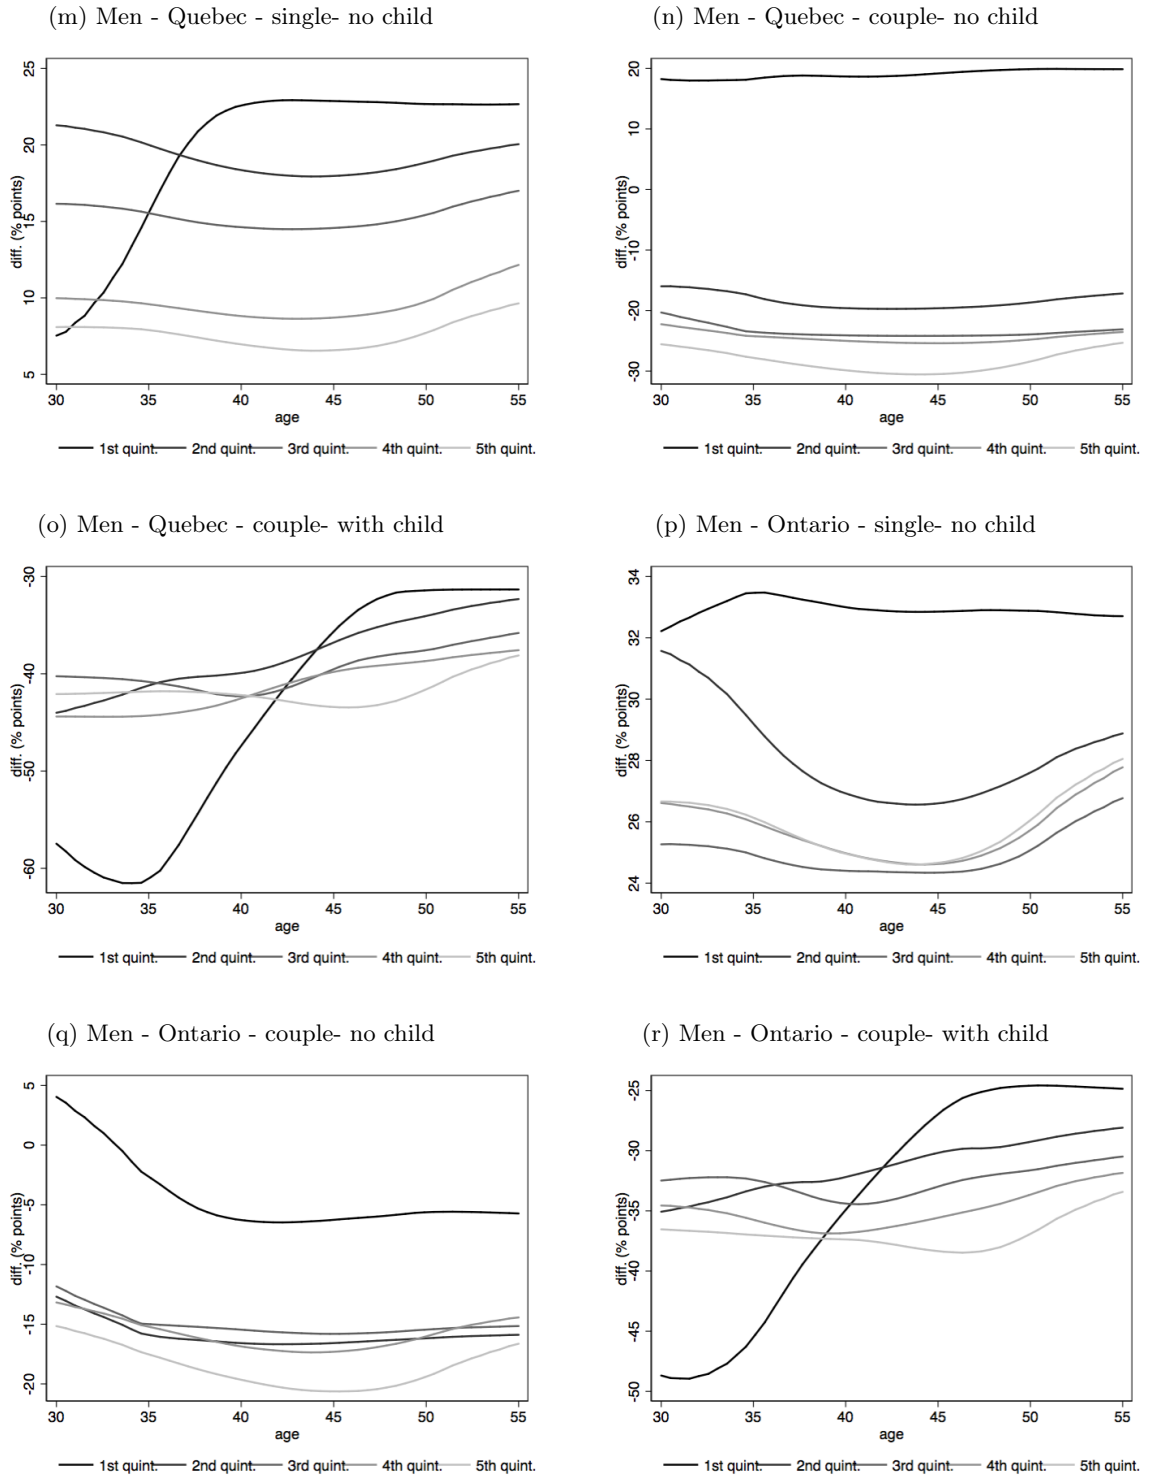 (m) Men - Quebec - single- no child
(n) Men - Quebec - couple- no child
diff. (% points)
25
20
15
10
5
30 35 40 45 50 55
age
1st quint. 2nd quint. 3rd quint. 4th quint. 5th quint.
diff. (% points)
20
10
0
-10
-20
-30
30 35 40 45 50 55
age
1st quint. 2nd quint. 3rd quint. 4th quint. 5th quint.
(o) Men - Quebec - couple- with child
(p) Men - Ontario - single- no child
diff. (% points)
-30
-40
-50
-60
30 35 40 45 50 55
age
1st quint. 2nd quint. 3rd quint. 4th quint. 5th quint.
diff. (% points)
34
32
30
28
26
24
30 35 40 45 50 55
age
1st quint. 2nd quint. 3rd quint. 4th quint. 5th quint.
(q) Men - Ontario - couple- no child
(r) Men - Ontario - couple- with child
diff. (% points)
5
0
-5
-10
-15
-20
30 35 40 45 50 55
age
1st quint. 2nd quint. 3rd quint. 4th quint. 5th quint.
diff. (% points)
-25
-30
-35
-40
-45
-50
30 35 40 45 50 55
age
1st quint. 2nd quint. 3rd quint. 4th quint. 5th quint.